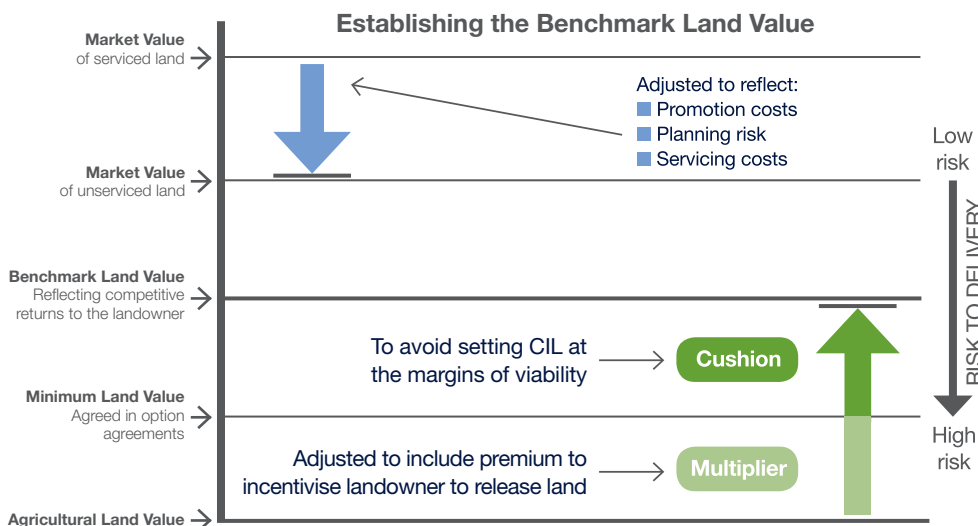 Establishing the Benchmark Land Value
Market Value
of serviced land
Adjusted to reflect:
Promotion costs
Planning risk
Servicing costs
Low
risk
Market Value
of unserviced land
RISK TO DELIVERY
Benchmark Land Value
Reflecting competitive
returns to the landowner
To avoid setting CIL at
the margins of viability
Cushion
Minimum Land Value
Agreed in option
agreements
High
risk
Adjusted to include premium to
incentivise landowner to release land
Multiplier
Agricultural Land Value